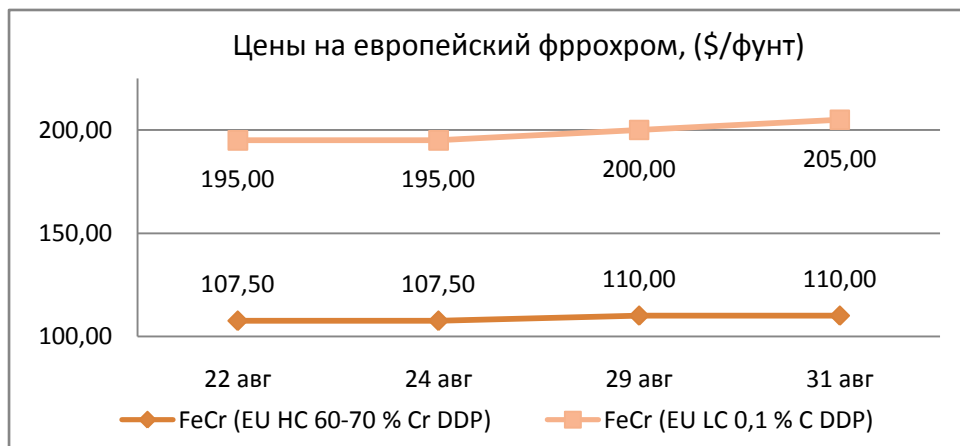 Цены на европейский фррохром, ($/фунт)
200,00
150,00
100,00
195,00 195,00 200,00 205,00
107,50 107,50 110,00 110,00
22 авг 24 авг 29 авг 31 авг
FeCr (EU HC 60-70 % Cr DDP) FeCr (EU LC 0,1 % C DDP)